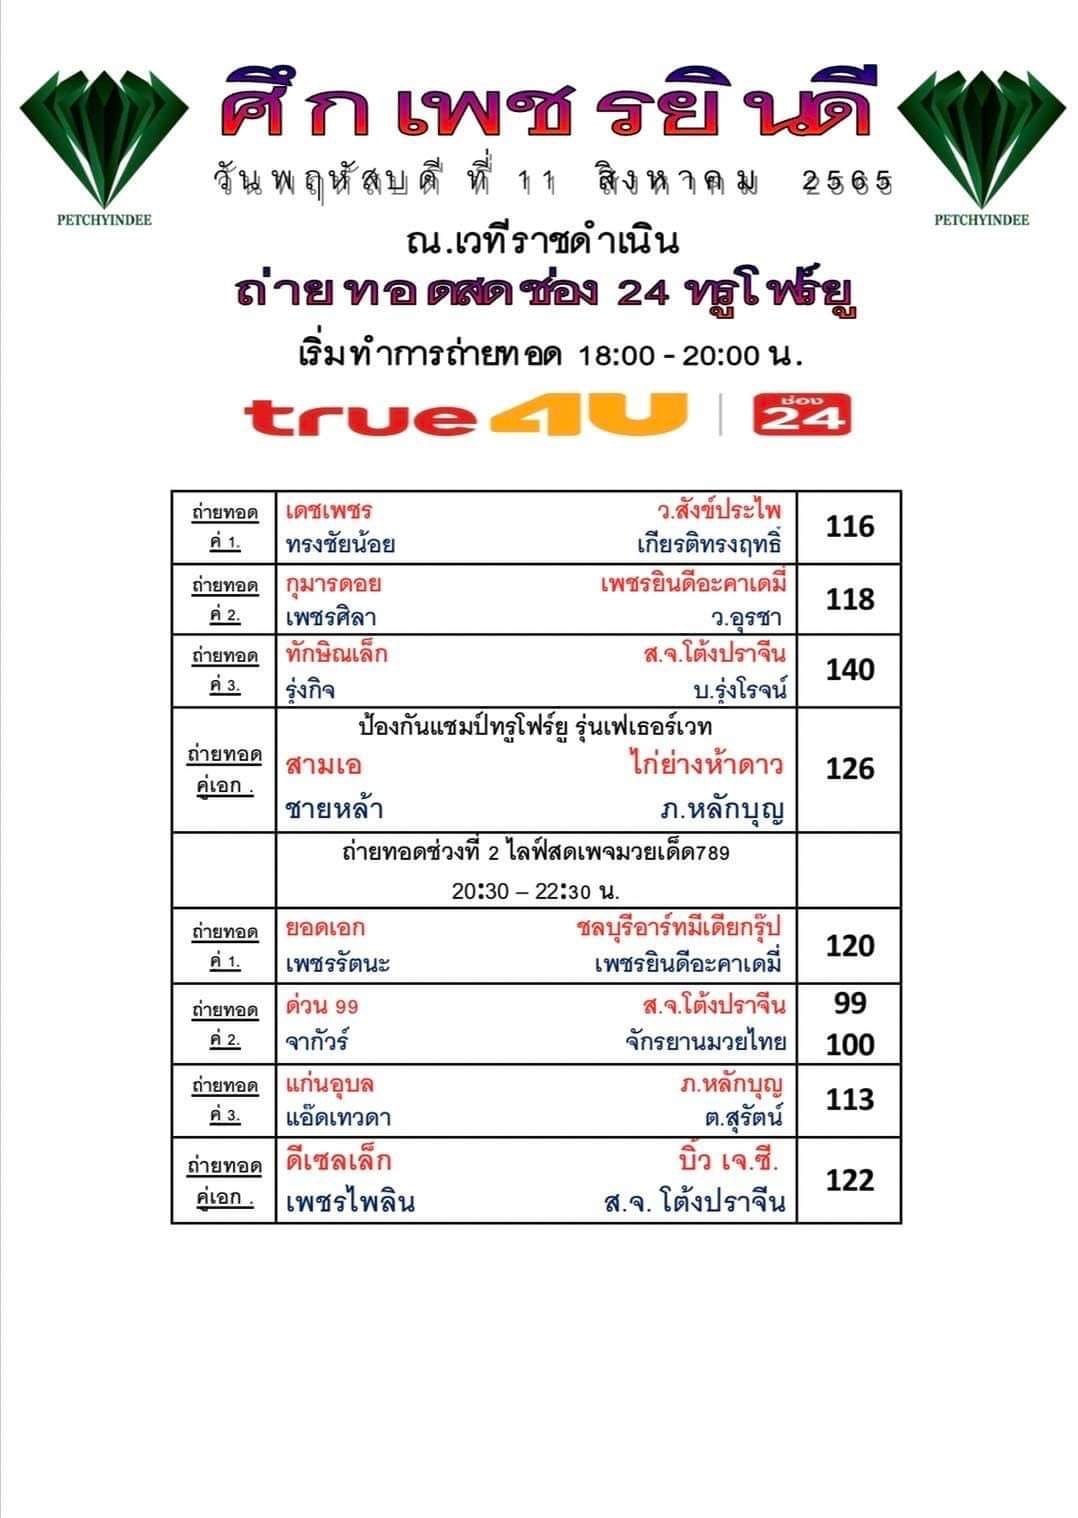 ศึกเพชรยินดี
วันพฤหัสบดี ที่ 11 สิงหาคม 2565
PETCHYINDEE
PETCHYINDEE
ณ.เวทีราชดำเนิน
ถ่ายทอดสดช่อง 24 ทรูโฟร์ยู
เริ่มทำการถ่ายทอด 18:00 - 20:00 น.
true4U | ช่อง 24
ถ่ายทอด
คู่ 1.
เดชเพชร ว.สังข์ประไพ
ทรงชัยน้อย เกียรติทรงฤทธิ์
116
ถ่ายทอด
คู่ 2.
กุมารดอย เพชรยินดีอะคาเดมี่
เพชรศิลา ว.อุรชา
118
ถ่ายทอด
คู่ 3.
ทักษิณเล็ก ส.จ.โต้งปราจีน
รุ่งกิจ บ.รุ่งโรจน์
140
ถ่ายทอด
คู่เอก .
ป้องกันแชมป์ทรูโฟร์ยู รุ่นเฟเธอร์เวท
สามเอ ไก่ย่างห้าดาว
ชายหล้า ภ.หลักบุญ
126
ถ่ายทอดช่วงที่ 2 ไลฟ์สดเพจมวยเด็ด789
20:30 – 22:30 น.
ถ่ายทอด
คู่ 1.
ยอดเอก ชลบุรีอาร์ทมีเดียกรุ๊ป
เพชรรัตนะ เพชรยินดีอะคาเดมี่
120
ถ่ายทอด
คู่ 2.
ด่วน 99 ส.จ.โต้งปราจีน
จากัวร์ จักรยานมวยไทย
99
100
ถ่ายทอด
คู่ 3.
แก่นอุบล ภ.หลักบุญ
แอ๊ดเทวดา ต.สุรัตน์
113
ถ่ายทอด
คู่เอก .
ดีเซลเล็ก บิ้ว เจ.ซี.
เพชรไพลิน ส.จ. โต้งปราจีน
122